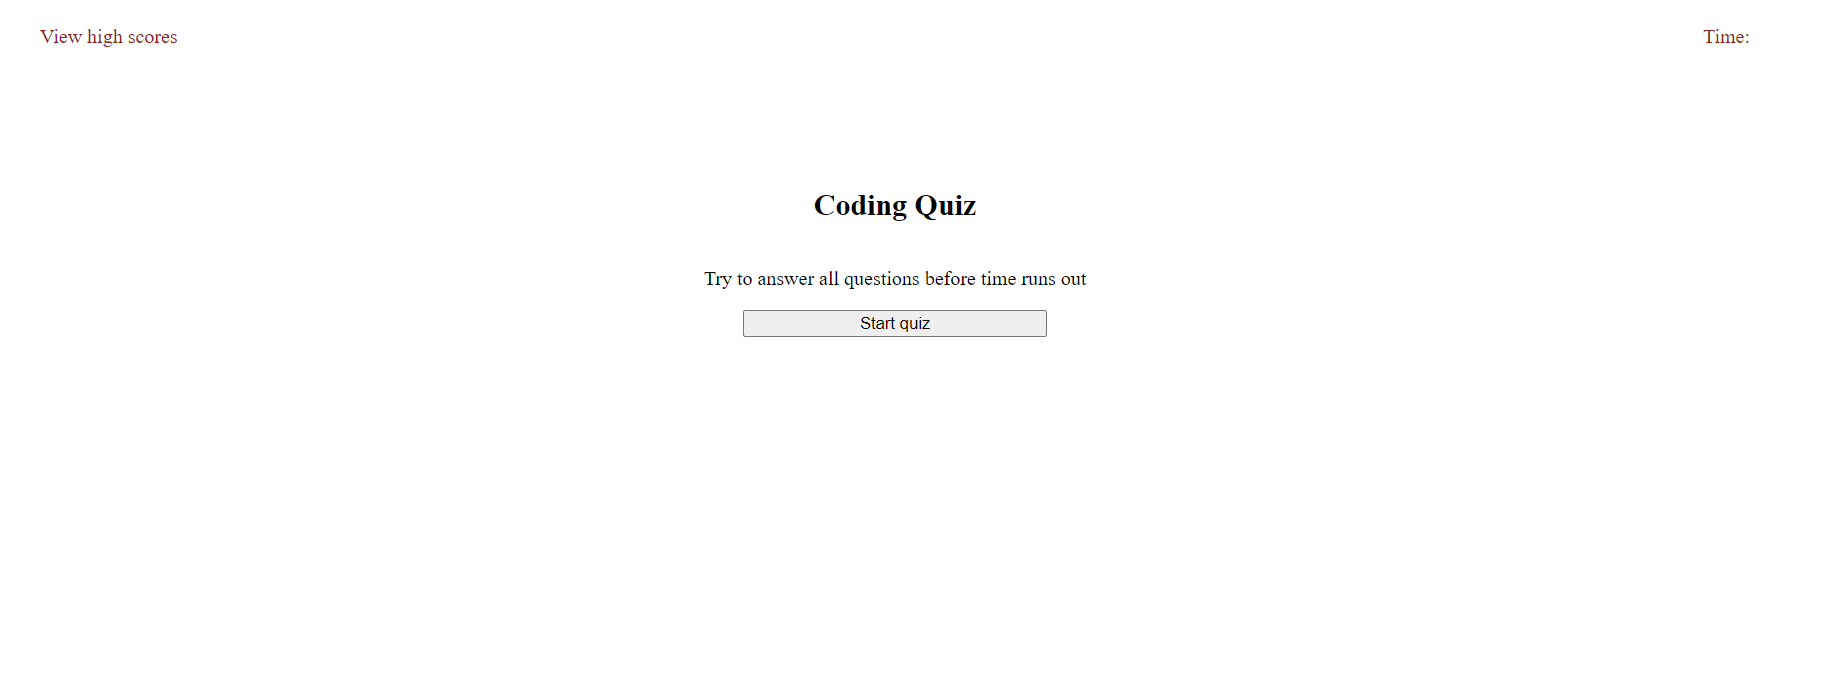 View high scores
Time:
Coding Quiz
Try to answer all questions before time runs out
Start quiz